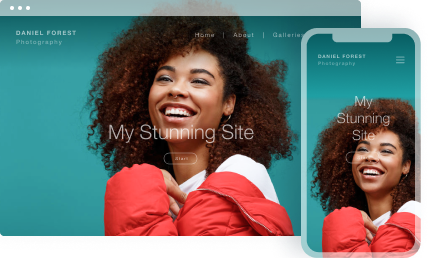 DANIEL FOREST
Photography
Home | About | Galleries
My Stunning Site
Start
DANIEL FOREST
Photography
My
Stunning
Site